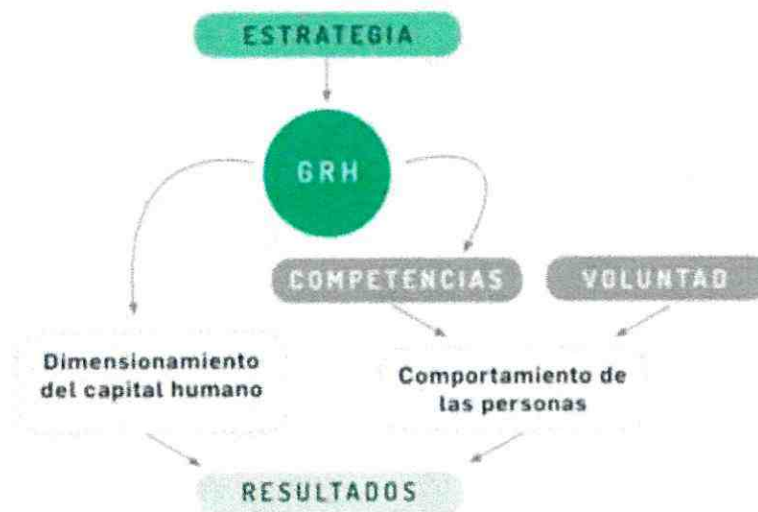 ESTRATEGIA
GRH
COMPETENCIAS
VOLUNTAD
Dimensionamiento
del capital humano
Comportamiento de
las personas
RESULTADOS